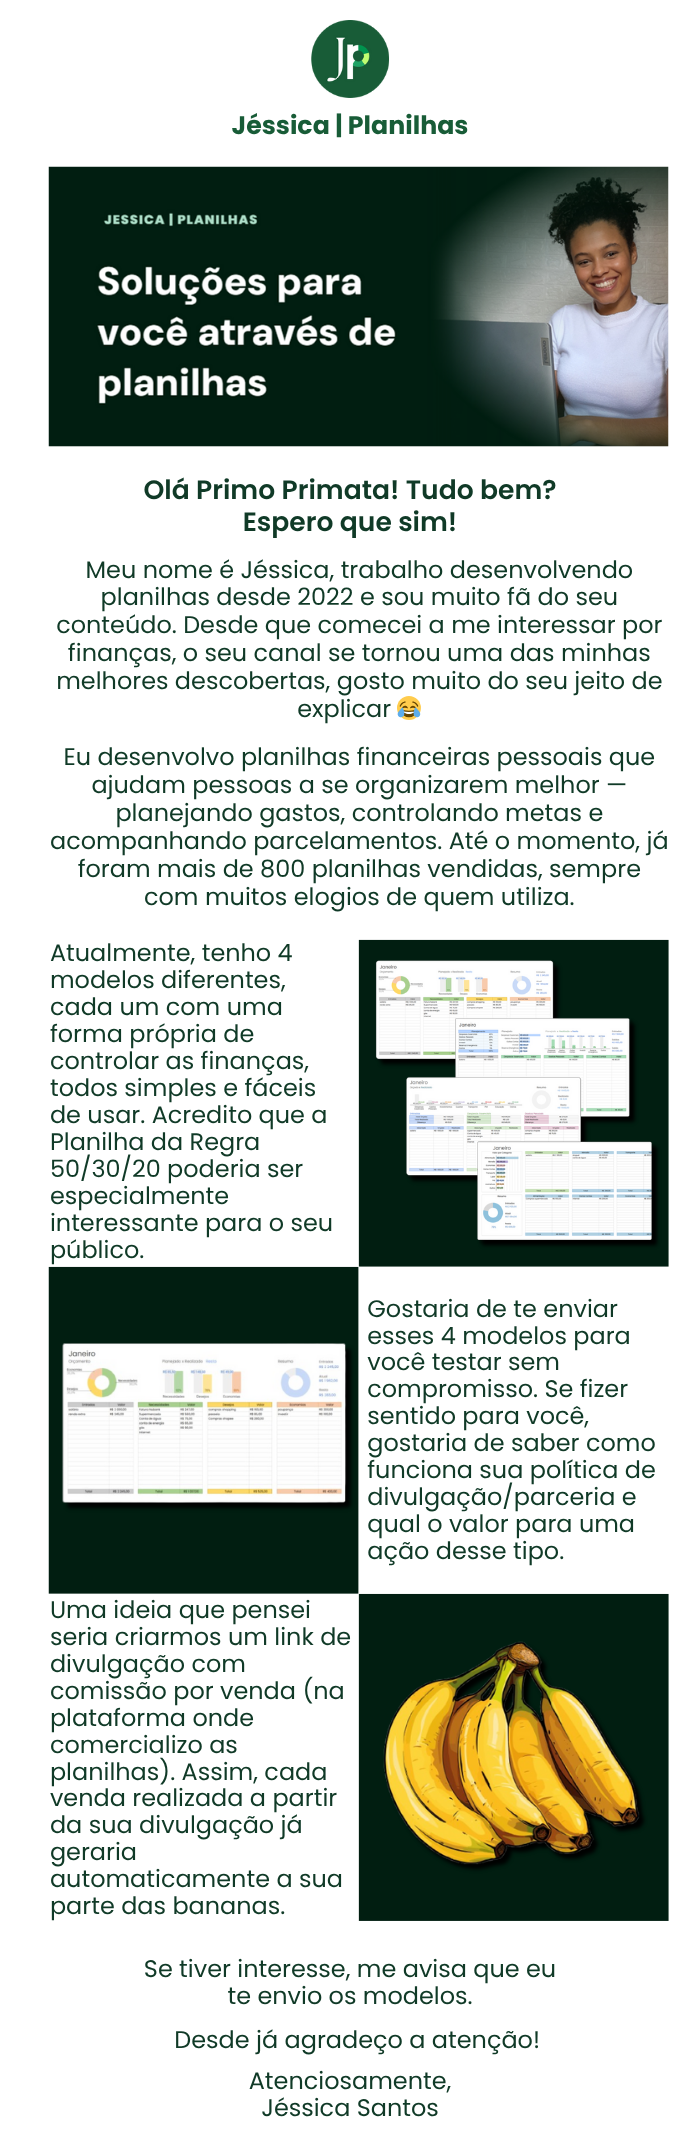 Jp
Jéssica | Planilhas
JESSICA | PLANILHAS
Soluções para
você através de
planilhas
Olá Primo Primata! Tudo bem?
Espero que sim!
Meu nome é Jéssica, trabalho desenvolvendo
planilhas desde 2022 e sou muito fã do seu
conteúdo. Desde que comecei a me interessar por
finanças, o seu canal se tornou uma das minhas
melhores descobertas, gosto muito do seu jeito de
explicar 😂
Eu desenvolvo planilhas financeiras pessoais que
ajudam pessoas a se organizarem melhor —
planejando gastos, controlando metas e
acompanhando parcelamentos. Até o momento, já
foram mais de 800 planilhas vendidas, sempre
com muitos elogios de quem utiliza.
Atualmente, tenho 4
modelos diferentes,
cada um com uma
forma própria de
controlar as finanças,
todos simples e fáceis
de usar. Acredito que a
Planilha da Regra
50/30/20 poderia ser
especialmente
interessante para o seu
público.
Janeiro
Janeiro
Janeiro
Janeiro
Janeiro
Gostaria de te enviar
esses 4 modelos para
você testar sem
compromisso. Se fizer
sentido para você,
gostaria de saber como
funciona sua política de
divulgação/parceria e
qual o valor para uma
ação desse tipo.
Uma ideia que pensei
seria criarmos um link de
divulgação com
comissão por venda (na
plataforma onde
comercializo as
planilhas). Assim, cada
venda realizada a partir
da sua divulgação já
geraria
automaticamente a sua
parte das bananas.
Se tiver interesse, me avisa que eu
te envio os modelos.
Desde já agradeço a atenção!
Atenciosamente,
Jéssica Santos